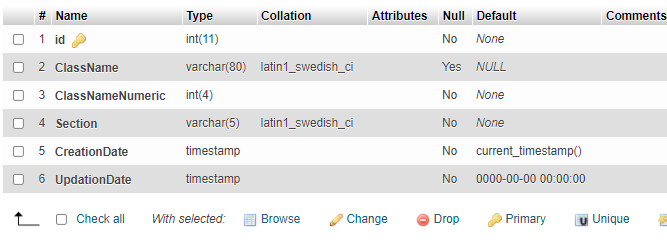 # Name Type Collation Attributes Null Default Comments
1 id int(11) No None
2 ClassName varchar(80) latin1_swedish_ci Yes NULL
3 ClassNameNumeric int(4) No None
4 Section varchar(5) latin1_swedish_ci No None
5 CreationDate timestamp No current_timestamp()
6 UpdationDate timestamp No 0000-00-00 00:00:00
Check all With selected: Browse Change Drop Primary Unique